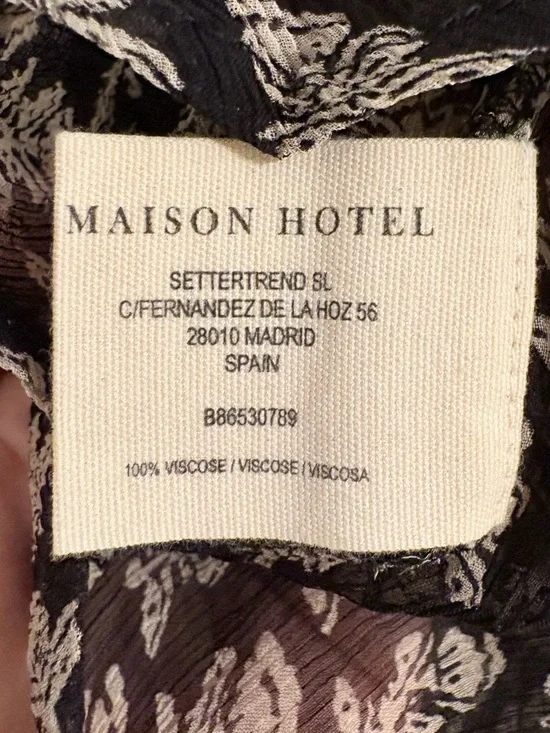 MAISON HOTEL
SETTERTREND SL
C/FERNANDEZ DE LA HOZ 56
28010 MADRID
SPAIN
B86530789
100% VISCOSE / VISCOSE / VISCOSA